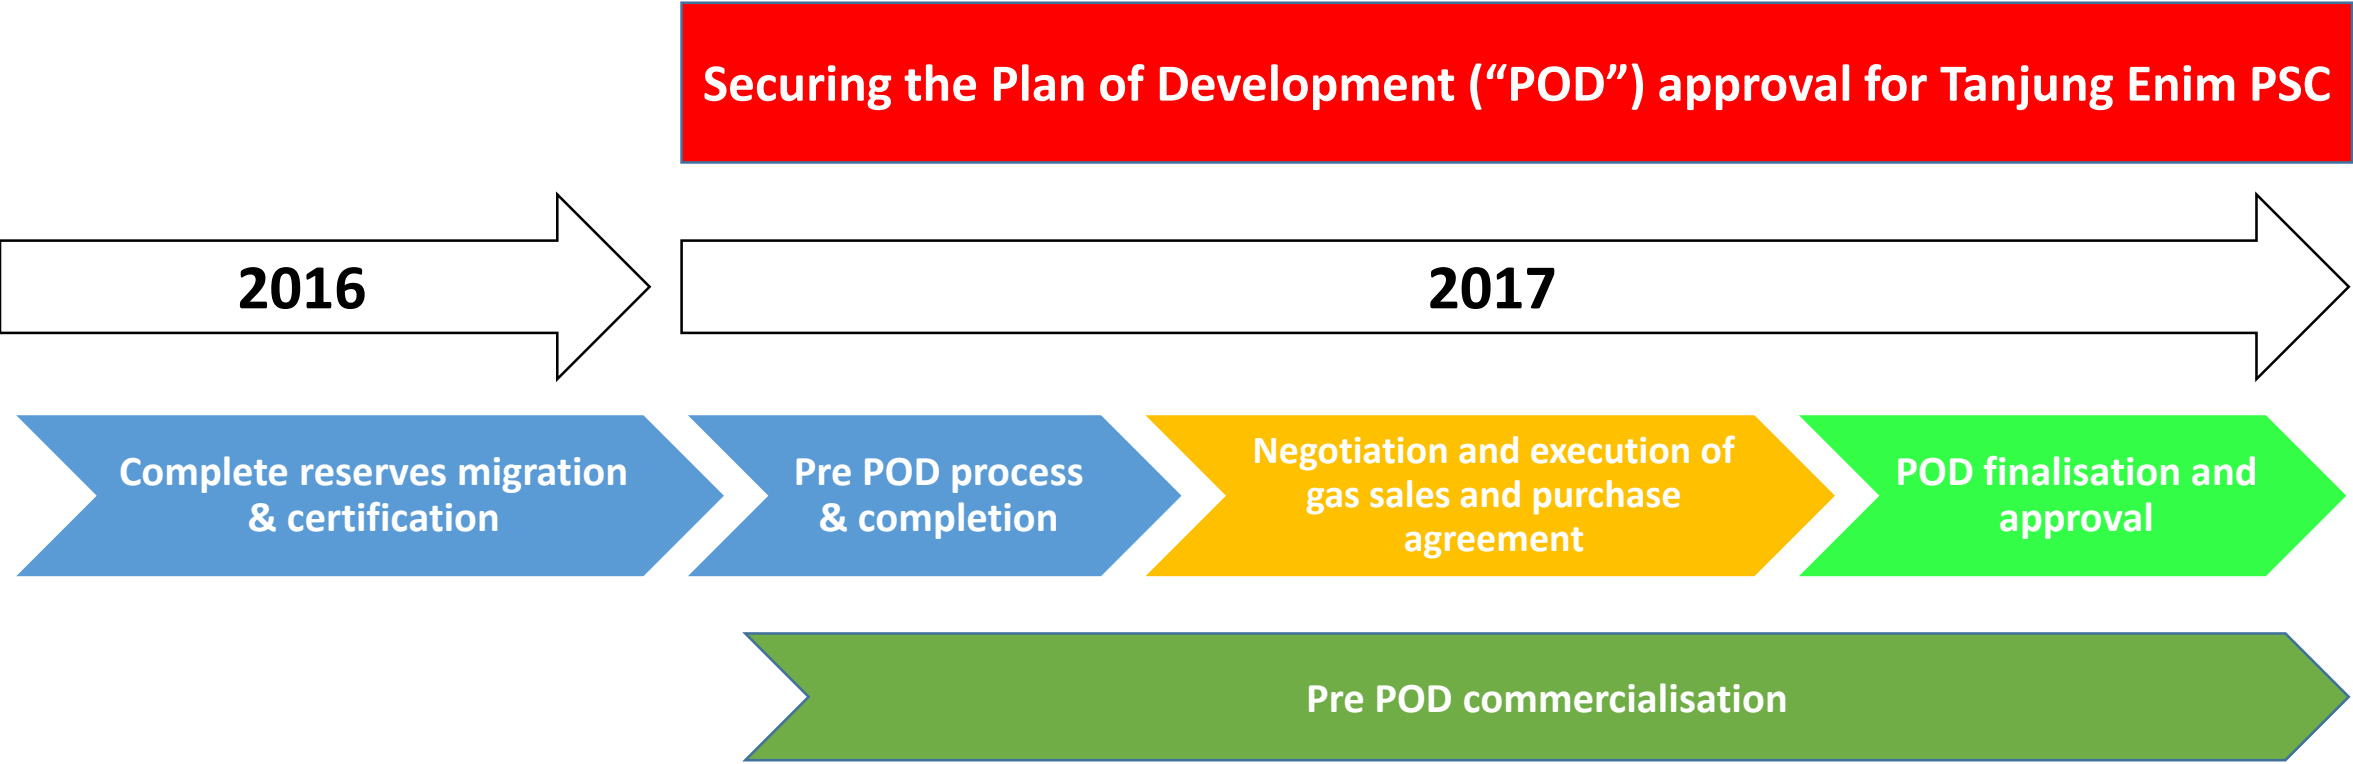 Securing the Plan of Development (“POD”) approval for Tanjung Enim PSC
2016
2017
Complete reserves migration
& certification
Pre POD process
& completion
Negotiation and execution of
gas sales and purchase
agreement
POD finalisation and
approval
Pre POD commercialisation